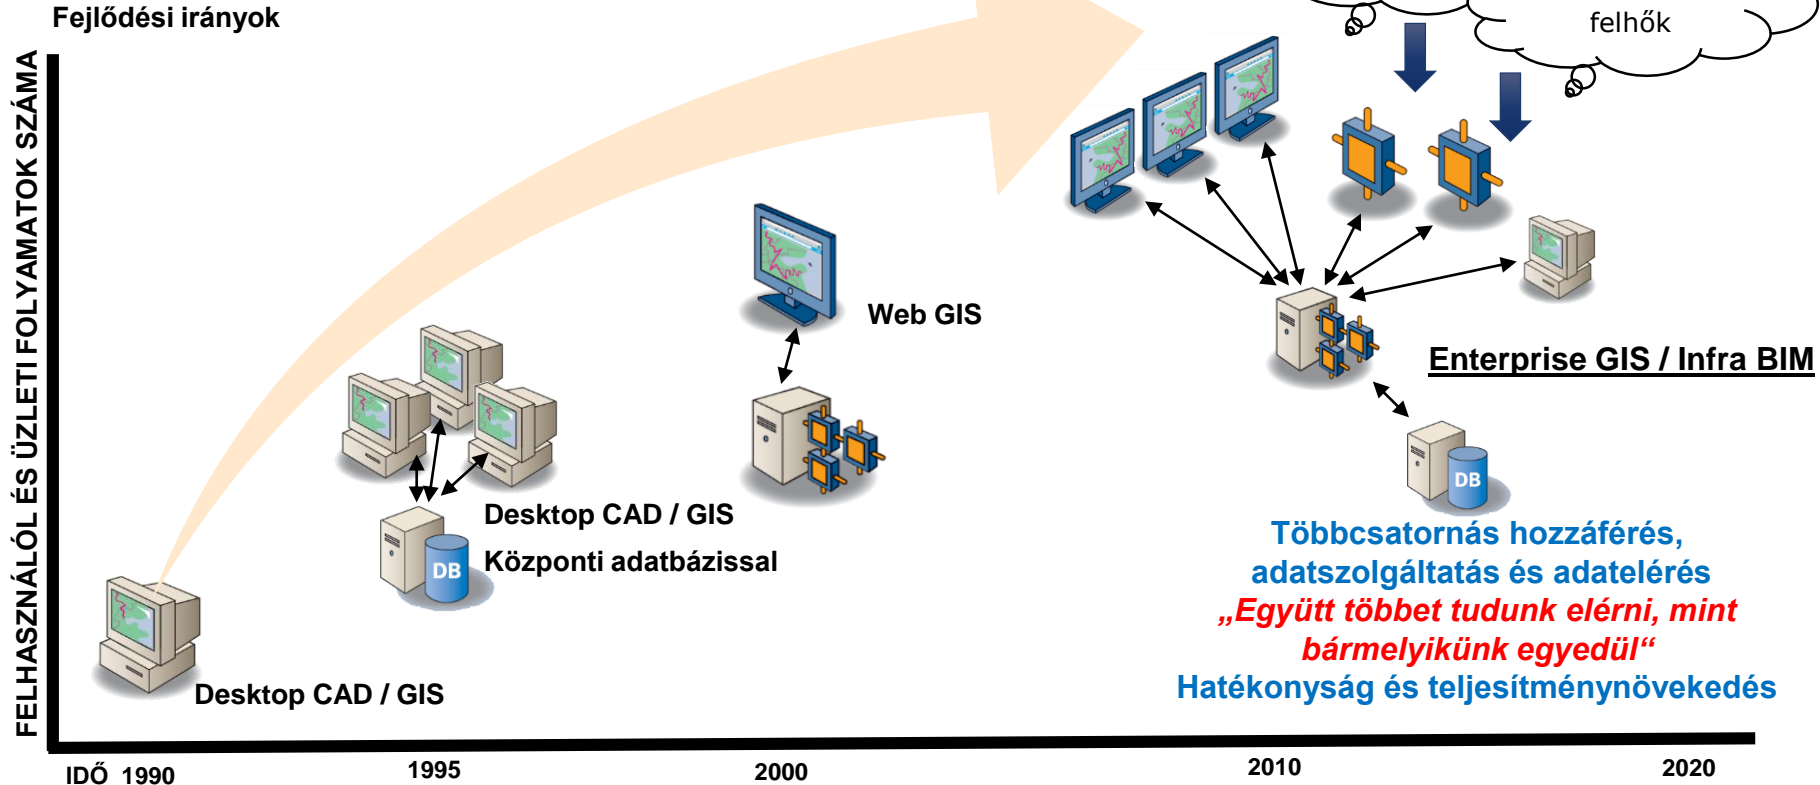 Fejlődési irányok
felhők
FELHASZNÁLÓL ÉS ÜZLETI FOLYAMATOK SZÁMA
Web GIS
Enterprise GIS / Infra BIM
DB
Desktop CAD / GIS
Központi adatbázissal
DB
Többcsatornás hozzáférés,
adatszolgáltatás és adatelérés
„Együtt többet tudunk elérni, mint
bármelyikünk egyedül“
Hatékonyság és teljesítménynövekedés
Desktop CAD / GIS
IDŐ 1990
1995
2000
2010
2020